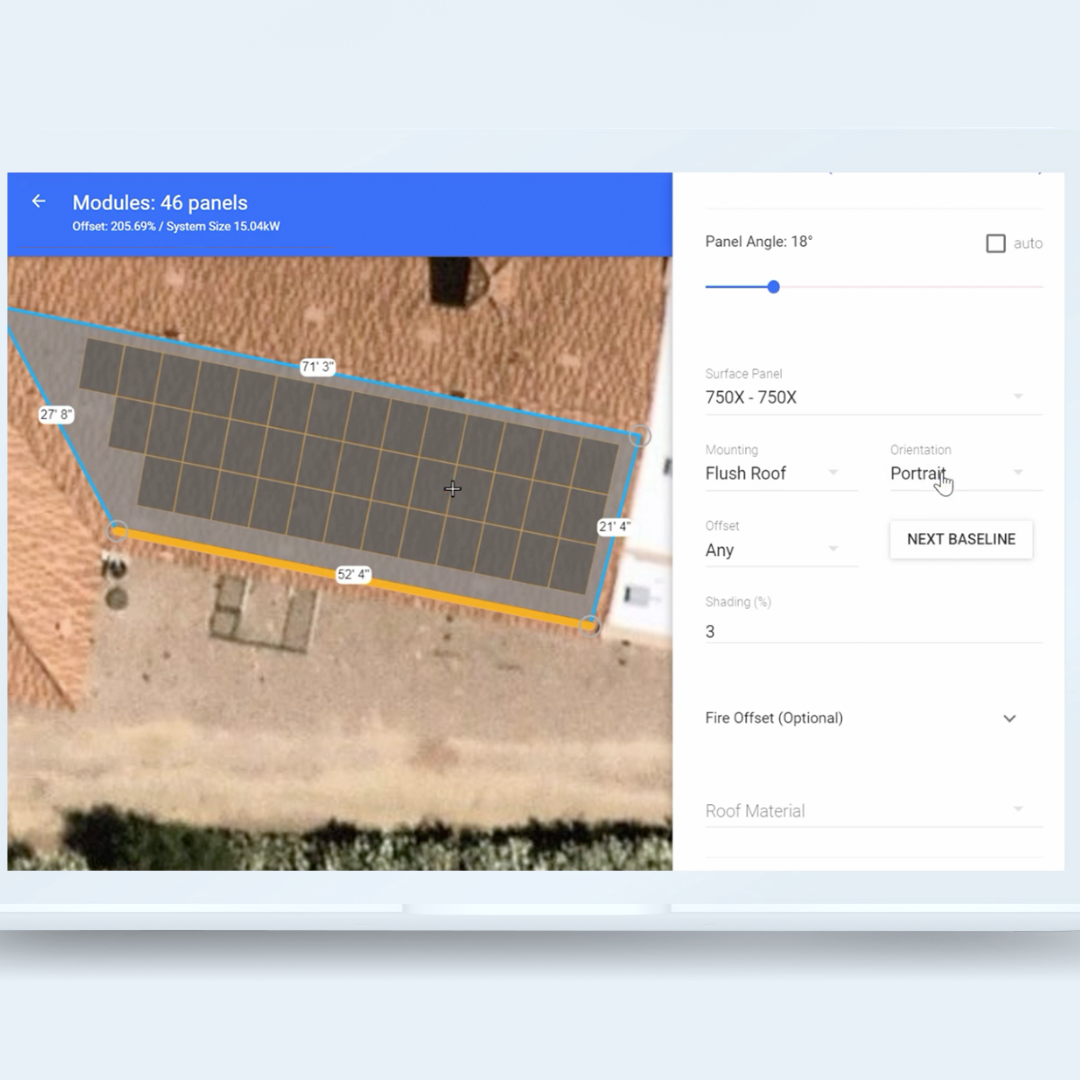 Modules: 46 panels
Offset: 205.69% / System Size 15.04kW
71' 3"
27' 8"
21' 4"
52' 4"
Panel Angle: 18°
auto
Surface Panel
750X - 750X
Mounting
Flush Roof
Orientation
Portrait
Offset
Any
NEXT BASELINE
Shading (%)
3
Fire Offset (Optional)
Roof Material